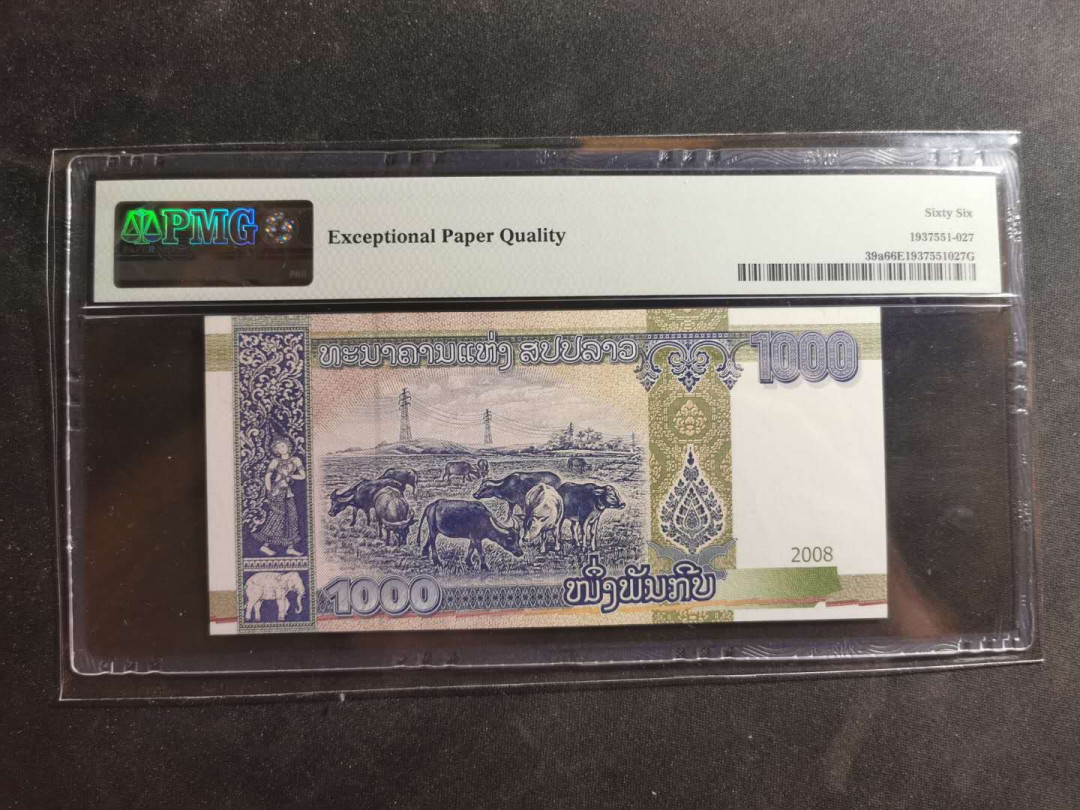 PMG
Exceptional Paper Quality
Sixty Six
1937551-027
39a66E1937551027G
ທະນາຄານແຫ່ງ ສປປລາວ
1000
2008
1000
ໜຶ່ງພັນກີບ